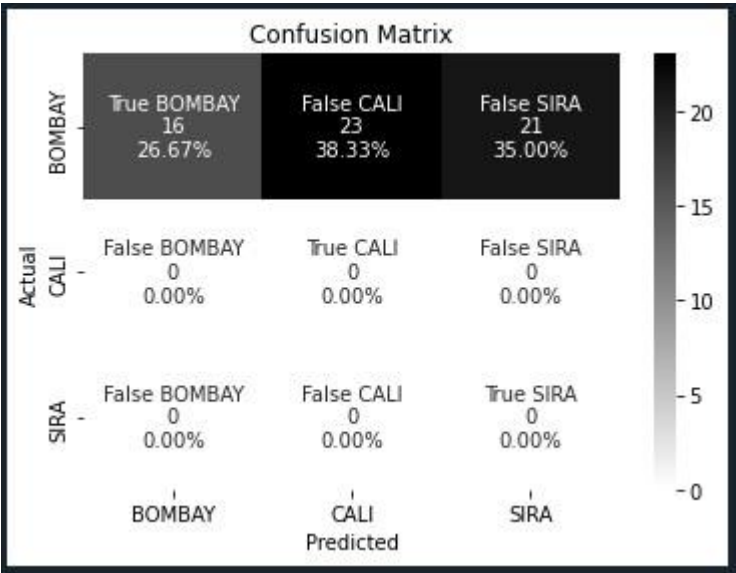 Confusion Matrix
True BOMBAY
16
26.67%
False CALI
23
38.33%
False SIRA
21
35.00%
False BOMBAY
0
0.00%
True CALI
0
0.00%
False SIRA
0
0.00%
False BOMBAY
0
0.00%
False CALI
0
0.00%
True SIRA
0
0.00%
BOMBAY
CALI
SIRA
Actual
BOMBAY
CALI
SIRA
Predicted
20
15
10
5
0